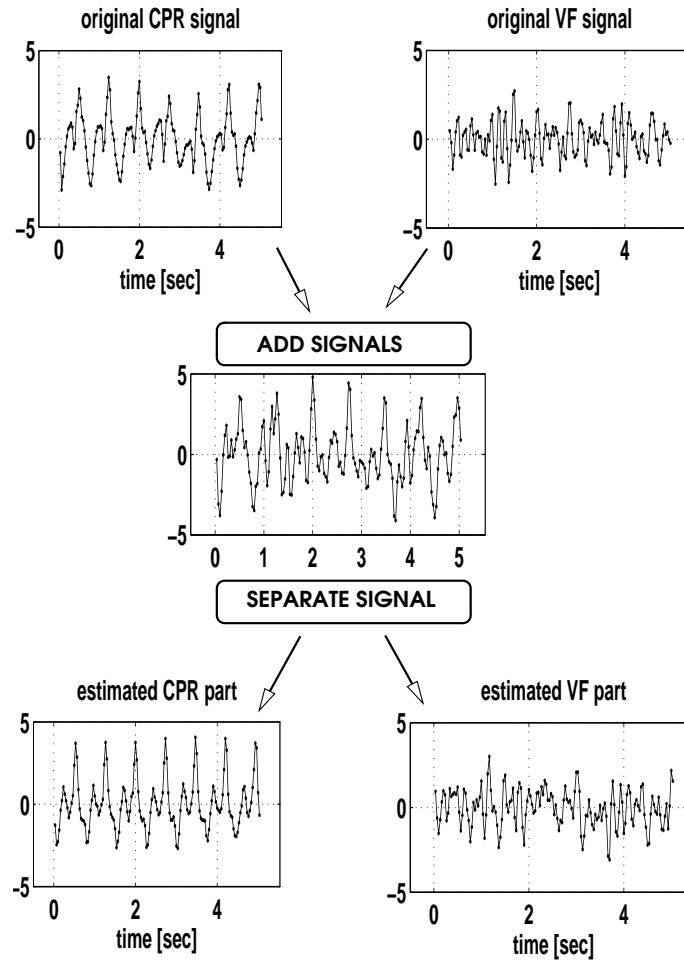 original CPR signal
original VF signal
5
0
−5
0 2 4
time [sec]
5
0
−5
0 2 4
time [sec]
ADD SIGNALS
5
0
−5
0 1 2 3 4 5
SEPARATE SIGNAL
estimated CPR part
estimated VF part
5
0
−5
0 2 4
time [sec]
5
0
−5
0 2 4
time [sec]